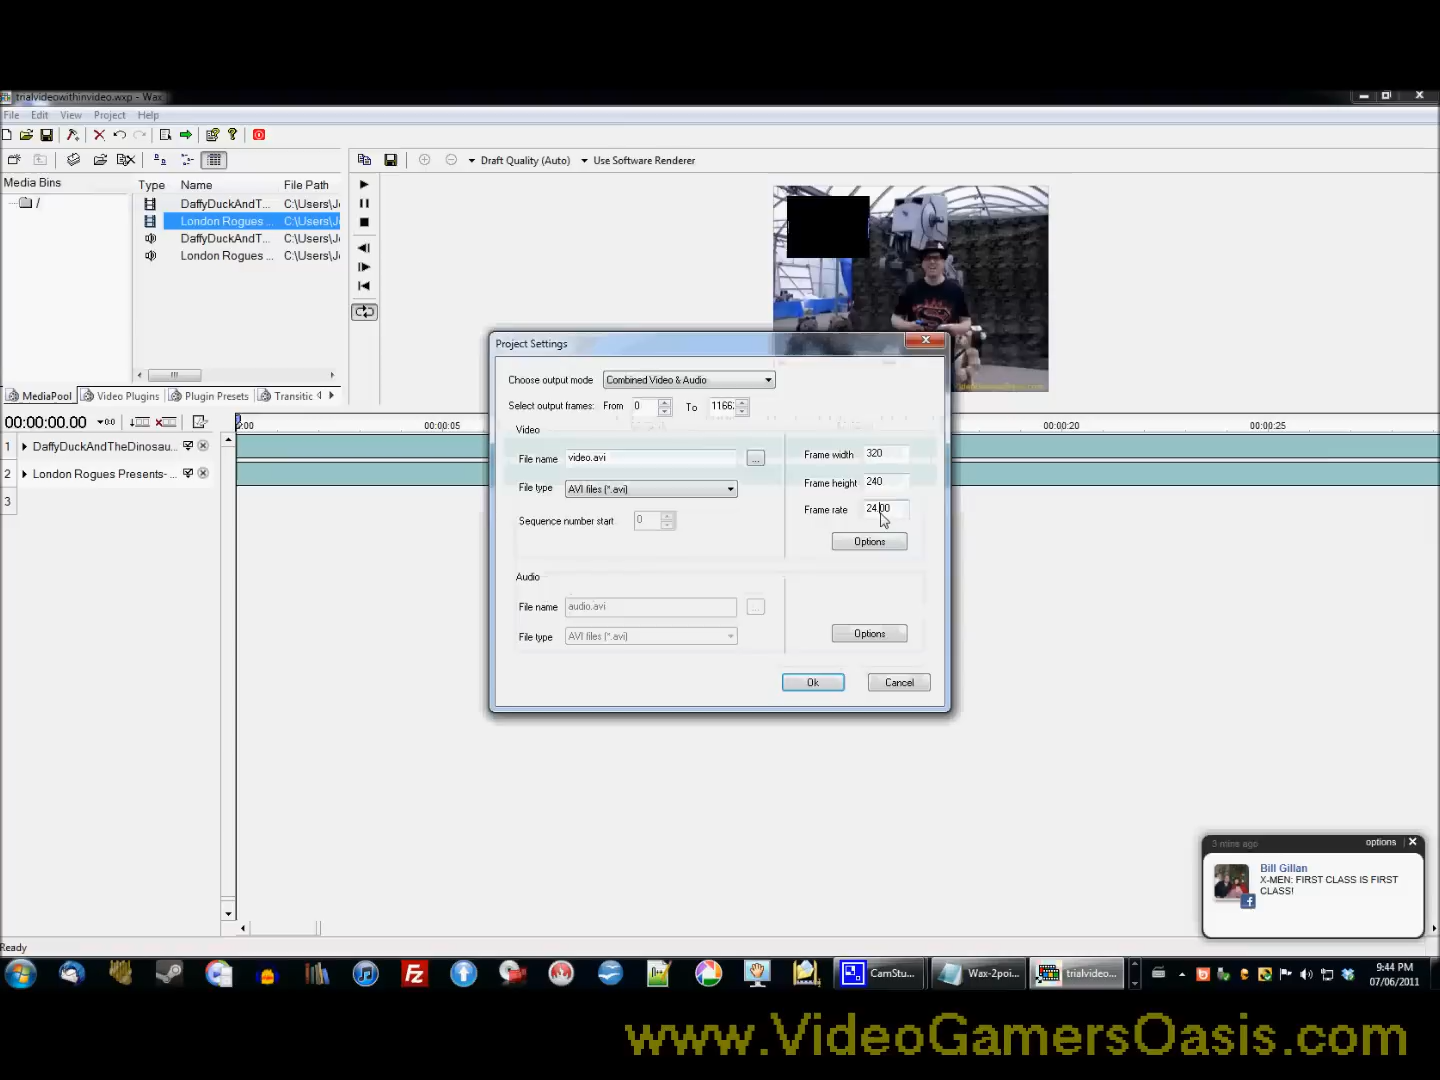 trialvideowithinvideo.wxp - Wax
File Edit View Project Help
Draft Quality (Auto) Use Software Renderer
Media Bins
/
Type Name File Path
DaffyDuckAndT... C:\Users\J
London Rogues ... C:\Users\J
DaffyDuckAndT... C:\Users\J
London Rogues ... C:\Users\J
MediaPool Video Plugins Plugin Presets Transitic
00:00:00.00
:00 00:00:05 00:00:20 00:00:25
1 DaffyDuckAndTheDinosau...
2 London Rogues Presents- ...
3
Project Settings
Choose output mode Combined Video & Audio
Select output frames: From 0 To 1166
Video
File name video.avi ...
File type AVI files (*.avi)
Sequence number start 0
Frame width 320
Frame height 240
Frame rate 24.00
Options
Audio
File name audio.avi ...
File type AVI files (*.avi)
Options
Ok Cancel
3 mins ago options
Bill Gillan
X-MEN: FIRST CLASS IS FIRST
CLASS!
Ready
CamStu... Wax-2poi... trialvideo...
9:44 PM
07/06/2011
www.VideoGamersOasis.com